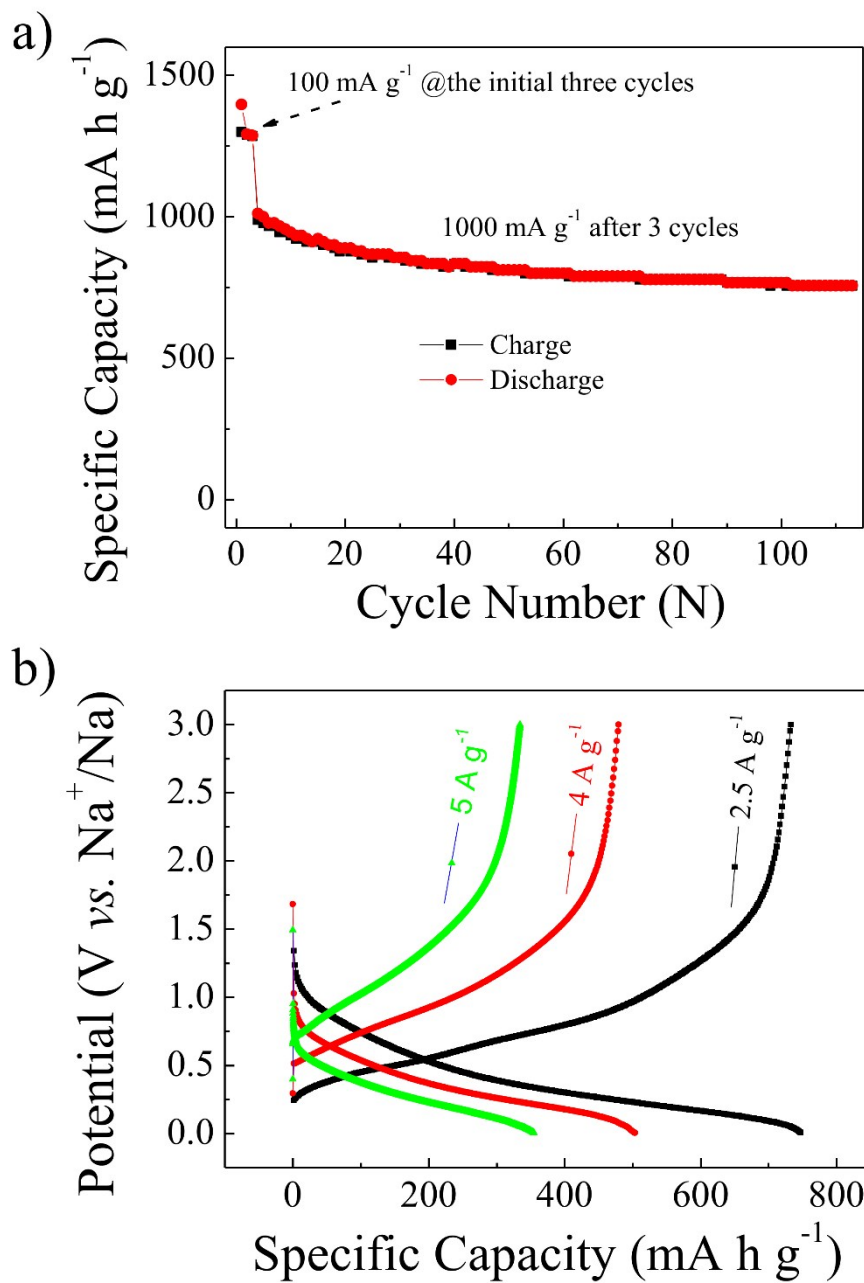 a)
Specific Capacity (mA h g⁻¹)
1500
1000
500
0
100 mA g⁻¹ @the initial three cycles
1000 mA g⁻¹ after 3 cycles
Charge
Discharge
0 20 40 60 80 100
Cycle Number (N)
b)
Potential (V vs. Na⁺/Na)
3.0
2.5
2.0
1.5
1.0
0.5
0.0
5 A g⁻¹
4 A g⁻¹
2.5 A g⁻¹
0 200 400 600 800
Specific Capacity (mA h g⁻¹)